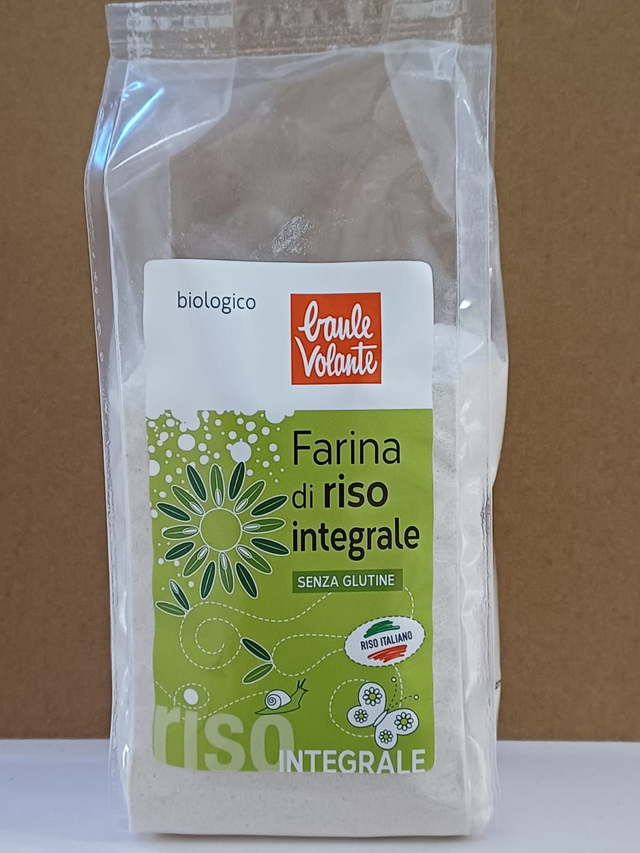 biologico
baule
volante
Farina
di riso
integrale
SENZA GLUTINE
RISO ITALIANO
riso
INTEGRALE